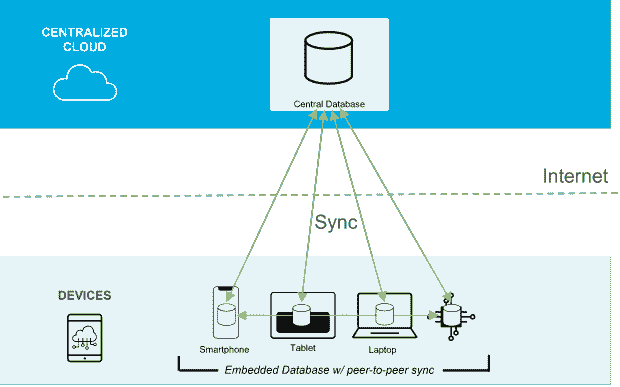 CENTRALIZED
CLOUD
Central Database
Internet
Sync
DEVICES
Smartphone
Tablet
Laptop
Embedded Database w/ peer-to-peer sync